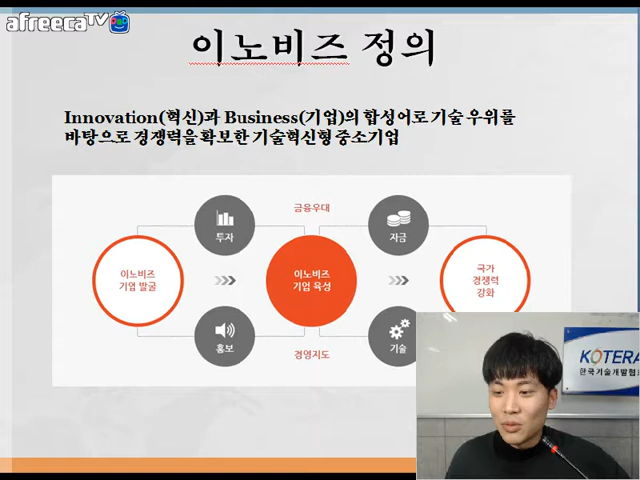 afreecaTV
이노비즈 정의
Innovation(혁신)과 Business(기업)의 합성어로 기술 우위를
바탕으로 경쟁력을 확보한 기술혁신형 중소기업
금융우대
투자
자금
이노비즈
기업 발굴
이노비즈
기업 육성
국가
경쟁력
강화
홍보
경영지도
기술
KOTERA
한국기술개발협